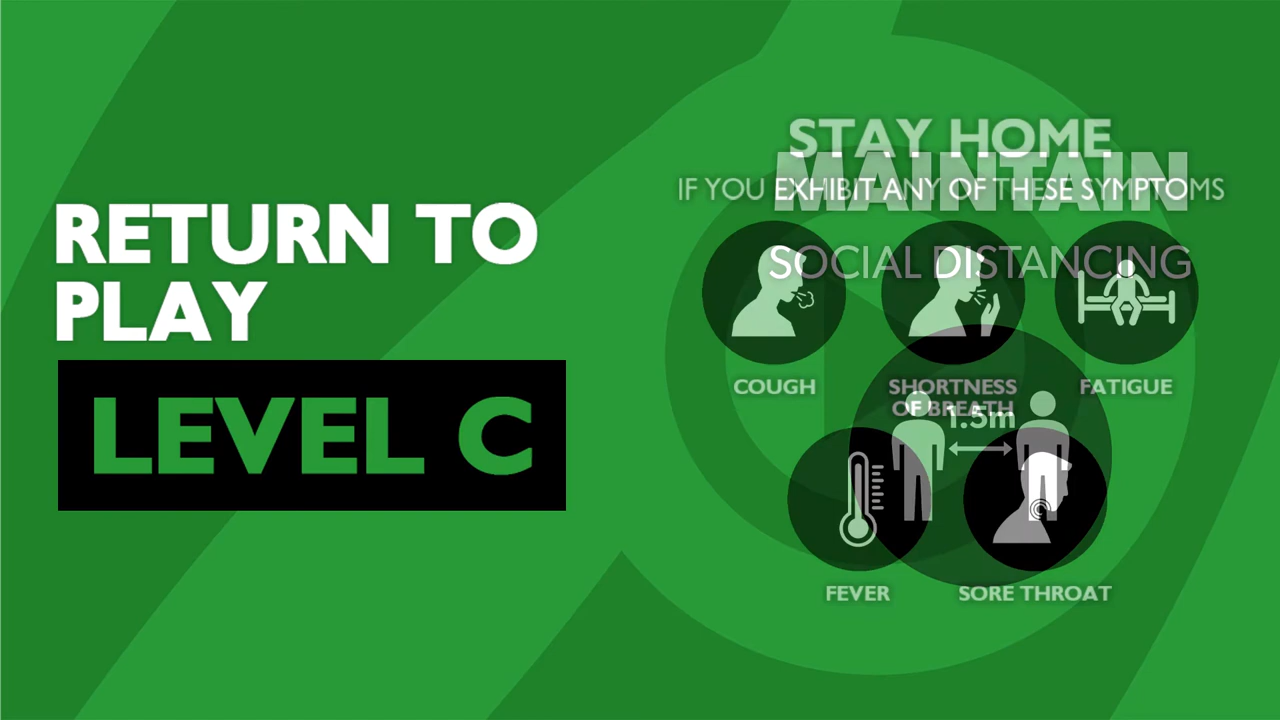 RETURN TO
PLAY
LEVEL C
STAY HOME
IF YOU EXHIBIT ANY OF THESE SYMPTOMS
COUGH
SHORTNESS
OF BREATH
FATIGUE
FEVER
SORE THROAT
MAINTAIN
SOCIAL DISTANCING
1.5m